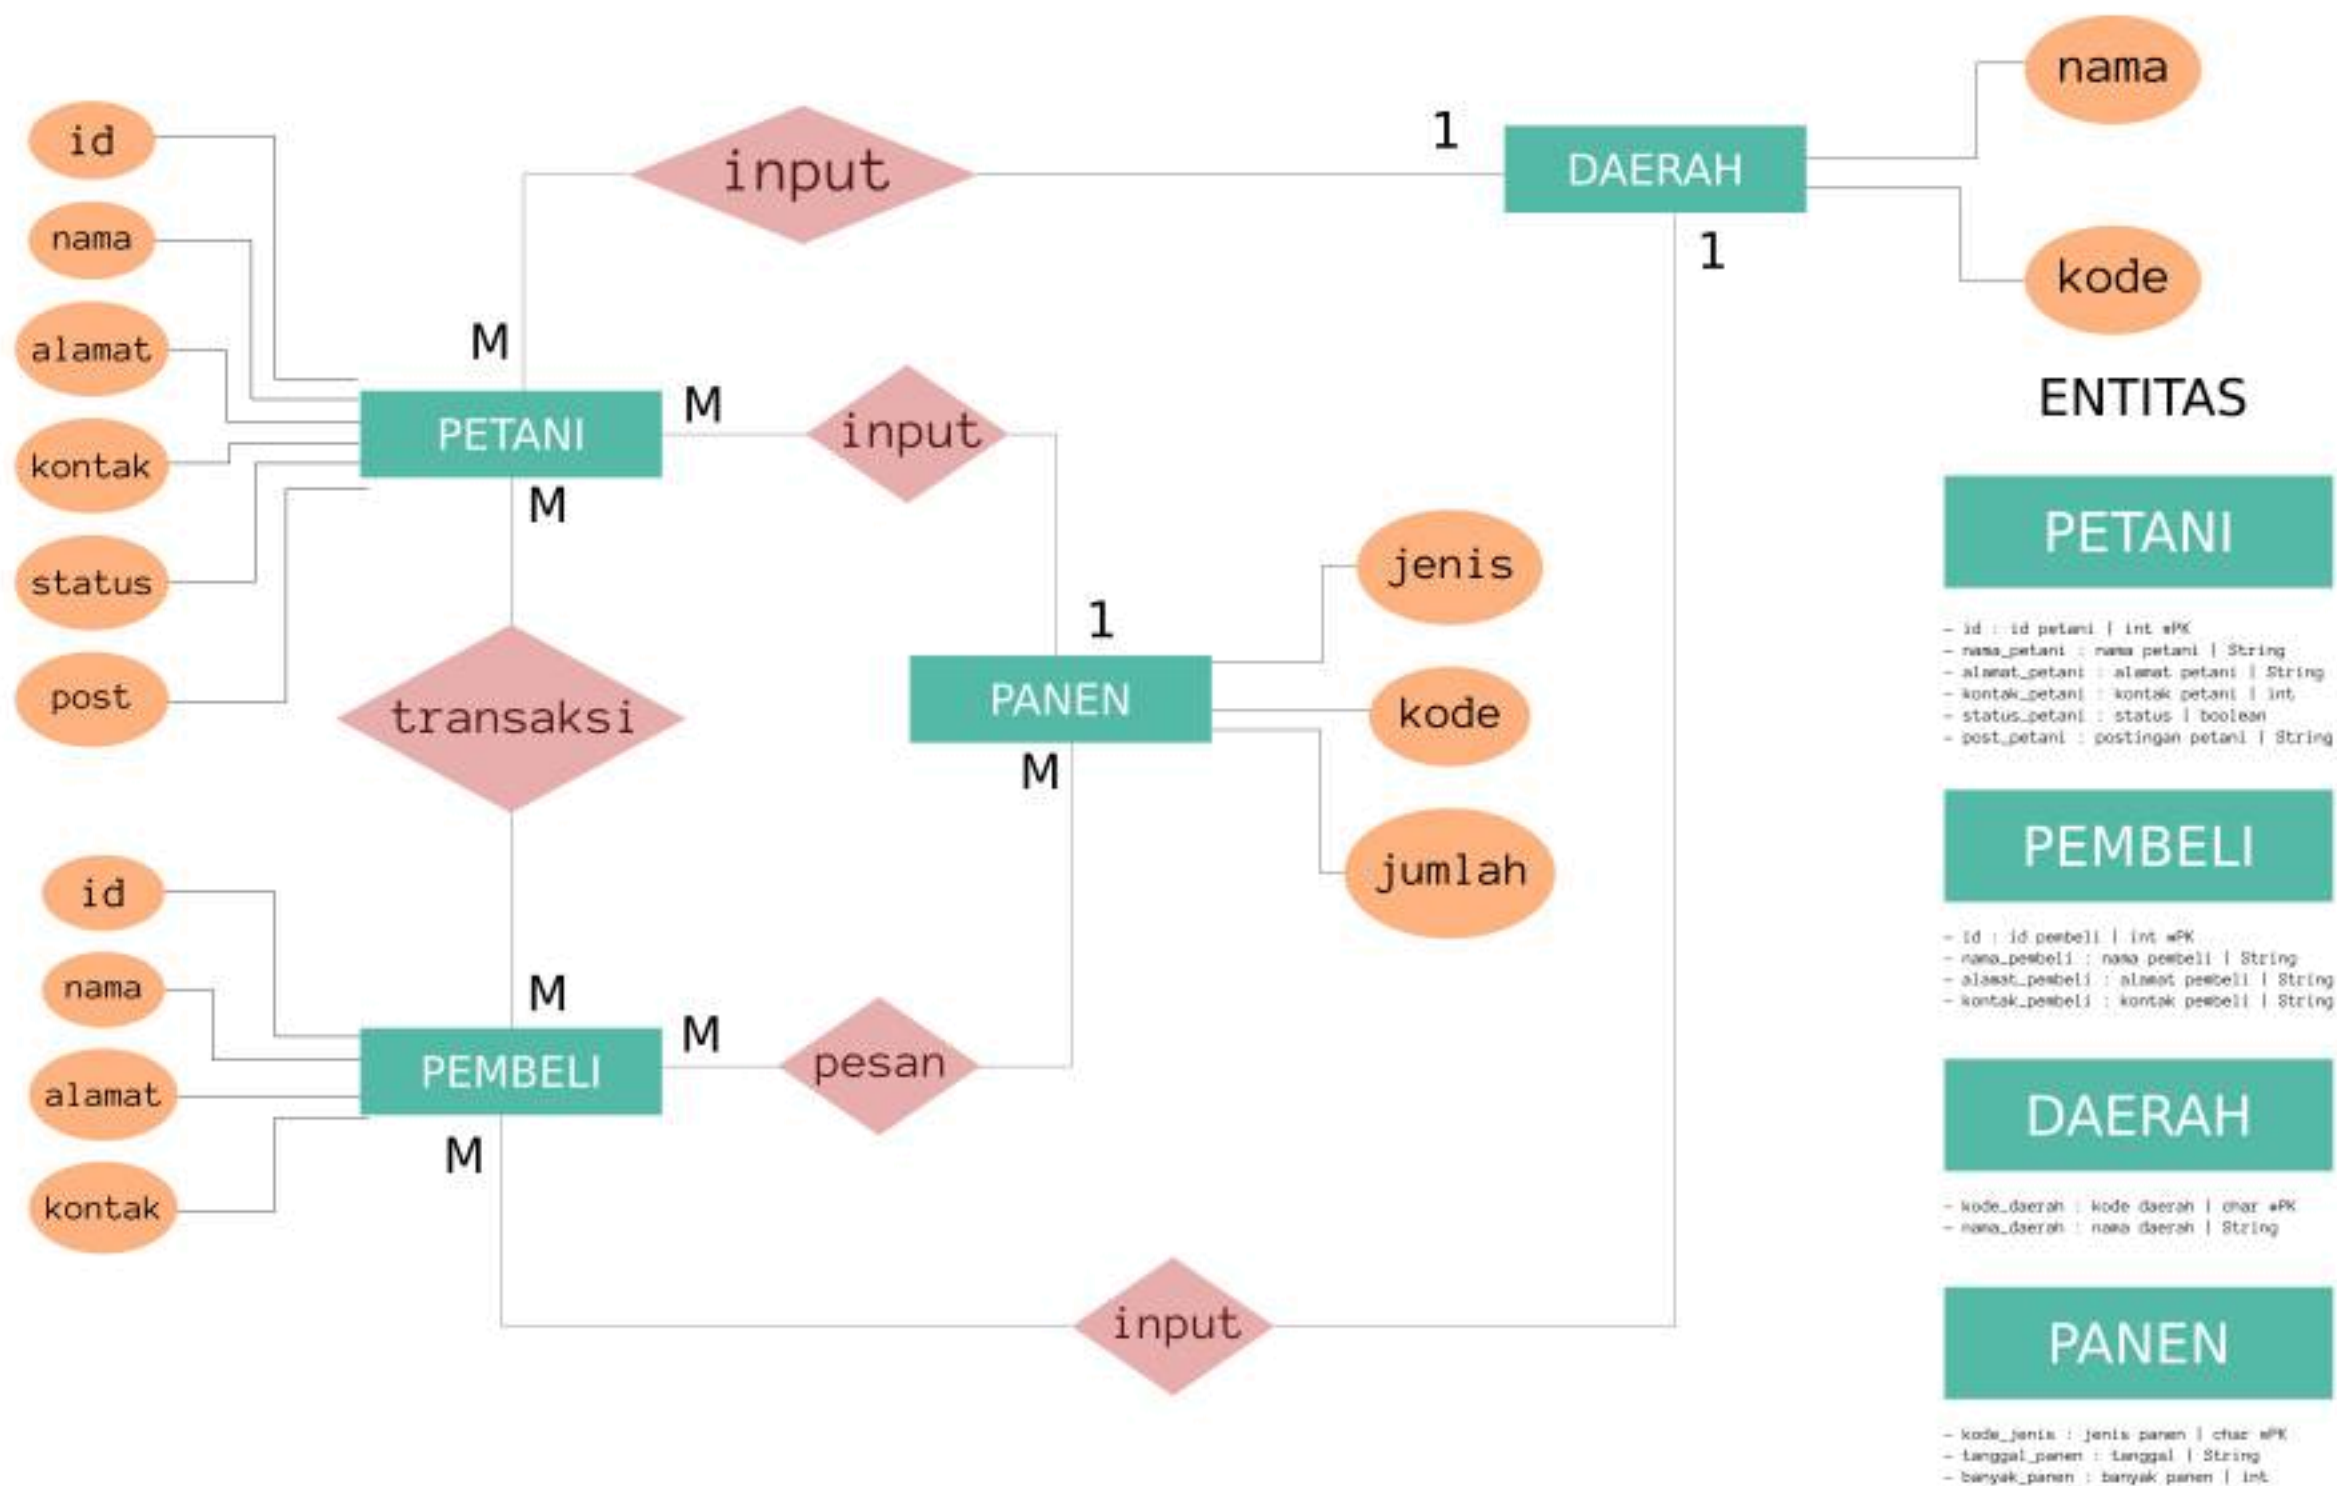 nama
id
input
1
DAERAH
nama
1
kode
alamat
M
ENTITAS
M
PETANI
input
kontak
M
PETANI
jenis
status
1
- id : id petani | int *PK
- nama_petani : nama petani | String
- alamat_petani : alamat petani | String
- kontak_petani : kontak petani | int
- status_petani : status | boolean
- post_petani : postingan petani | String
post
transaksi
PANEN
kode
M
PEMBELI
jumlah
id
- id : id pembeli | int *PK
- nama_pembeli : nama pembeli | String
- alamat_pembeli : alamat pembeli | String
- kontak_pembeli : kontak pembeli | String
nama
M
M
PEMBELI
pesan
alamat
DAERAH
M
kontak
- kode_daerah : kode daerah | char *PK
- nama_daerah : nama daerah | String
input
PANEN
- kode_jenis : jenis panen | char *PK
- tanggal_panen : tanggal | String
- banyak_panen : banyak panen | int